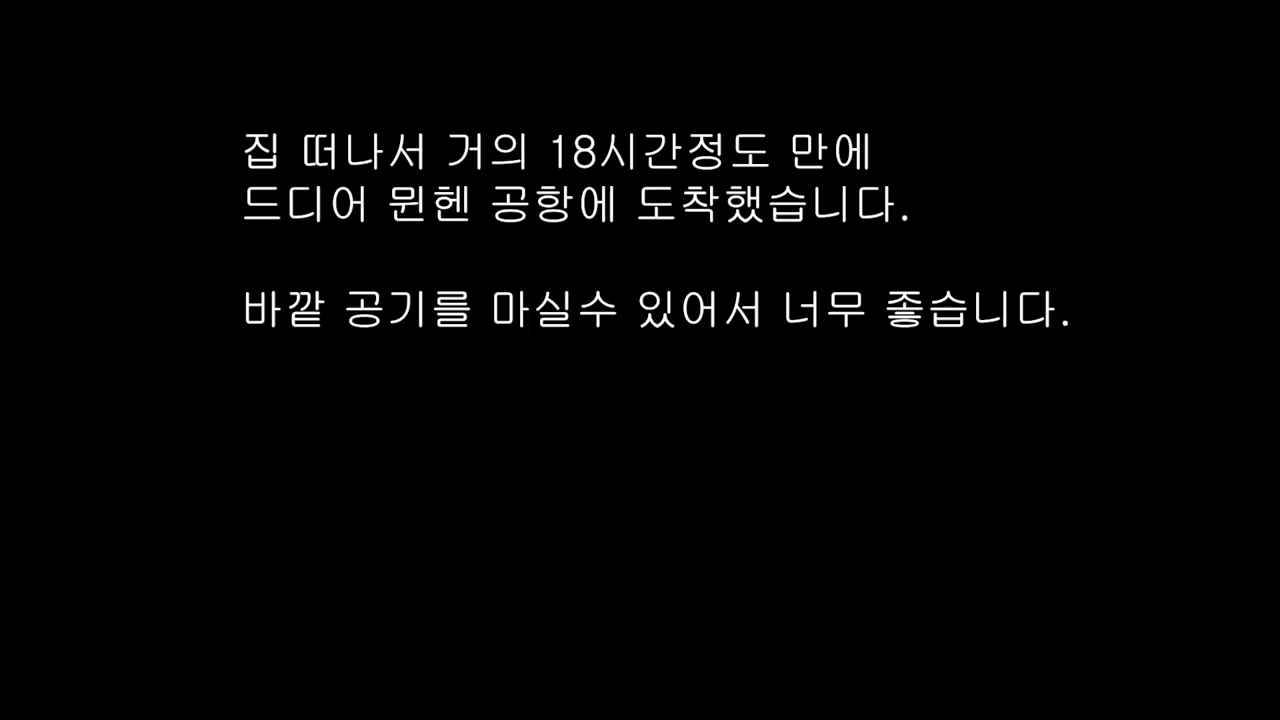 집 떠나서 거의 18시간정도 만에
드디어 뮌헨 공항에 도착했습니다.
바깥 공기를 마실수 있어서 너무 좋습니다.